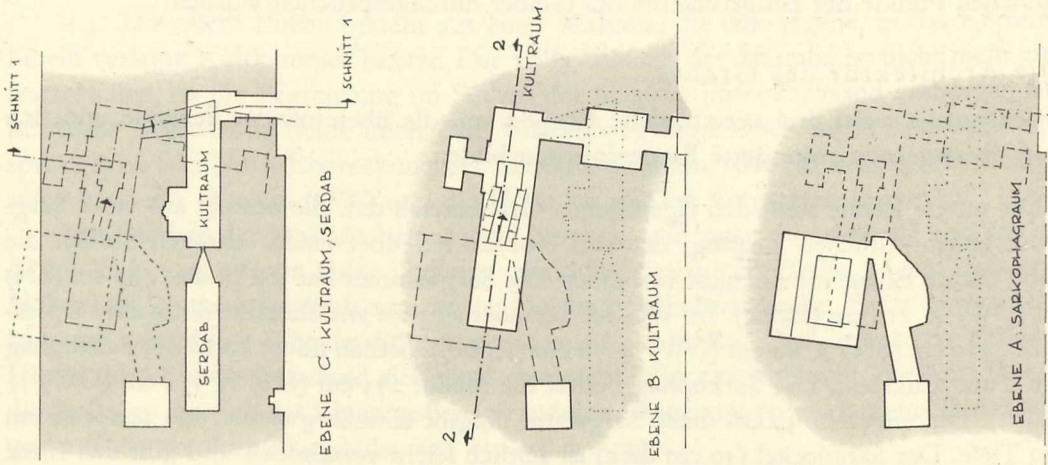 SCHNITT 1
SCHNITT 1
KULTRAUM
SERDAB
EBENE C KULTRAUM, SERDAB
2
KULTRAUM
2
EBENE B KULTRAUM
EBENE A SARKOPHAGRAUM